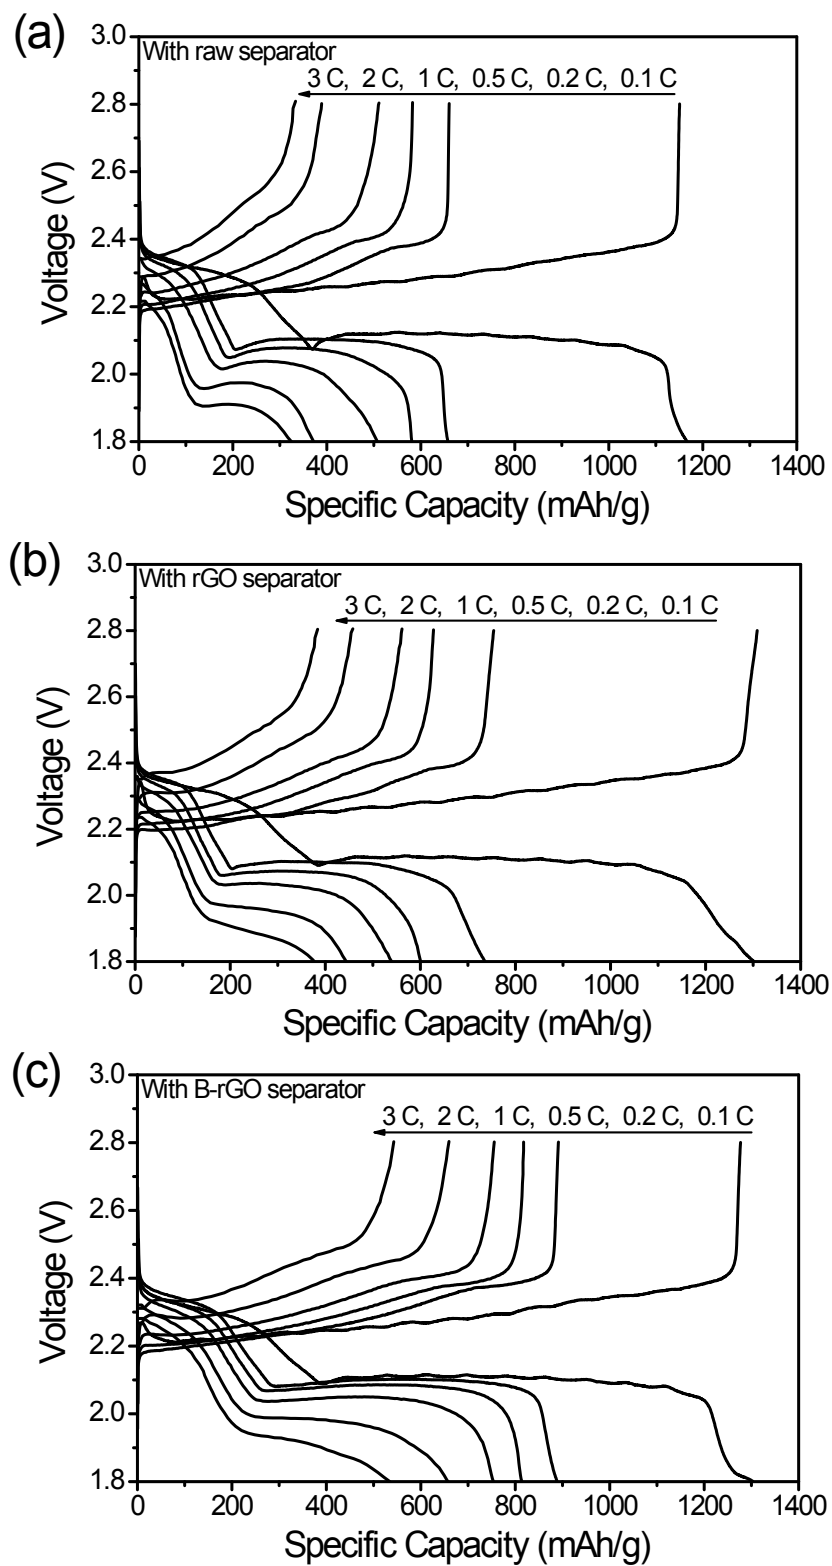 (a)
With raw separator
3 C, 2 C, 1 C, 0.5 C, 0.2 C, 0.1 C
3.0
2.8
2.6
2.4
2.2
2.0
1.8
Voltage (V)
0 200 400 600 800 1000 1200 1400
Specific Capacity (mAh/g)
(b)
With rGO separator
3 C, 2 C, 1 C, 0.5 C, 0.2 C, 0.1 C
3.0
2.8
2.6
2.4
2.2
2.0
1.8
Voltage (V)
0 200 400 600 800 1000 1200 1400
Specific Capacity (mAh/g)
(c)
With B-rGO separator
3 C, 2 C, 1 C, 0.5 C, 0.2 C, 0.1 C
3.0
2.8
2.6
2.4
2.2
2.0
1.8
Voltage (V)
0 200 400 600 800 1000 1200 1400
Specific Capacity (mAh/g)